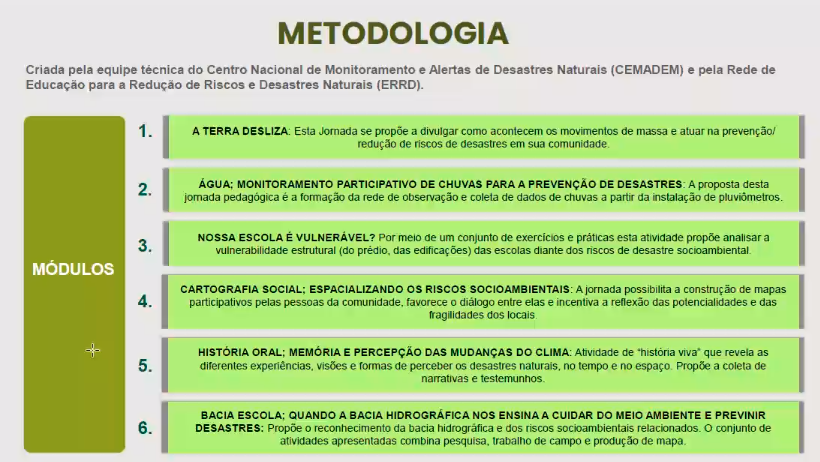 METODOLOGIA
Criada pela equipe técnica do Centro Nacional de Monitoramento e Alertas de Desastres Naturais (CEMADEM) e pela Rede de
Educação para a Redução de Riscos e Desastres Naturais (ERRD).
MÓDULOS
1.
A TERRA DESLIZA: Esta Jornada se propõe a divulgar como acontecem os movimentos de massa e atuar na prevenção/
redução de riscos de desastres em sua comunidade.
2.
ÁGUA; MONITORAMENTO PARTICIPATIVO DE CHUVAS PARA A PREVENÇÃO DE DESASTRES: A proposta desta
jornada pedagógica é a formação da rede de observação e coleta de dados de chuvas a partir da instalação de pluviômetros.
3.
NOSSA ESCOLA É VULNERÁVEL? Por meio de um conjunto de exercícios e práticas esta atividade propõe analisar a
vulnerabilidade estrutural (do prédio, das edificações) das escolas diante dos riscos de desastre socioambiental.
4.
CARTOGRAFIA SOCIAL; ESPACIALIZANDO OS RISCOS SOCIOAMBIENTAIS: A jornada possibilita a construção de mapas
participativos pelas pessoas da comunidade, favorece o diálogo entre elas e incentiva a reflexão das potencialidades e das
fragilidades dos locais
5.
HISTÓRIA ORAL; MEMÓRIA E PERCEPÇÃO DAS MUDANÇAS DO CLIMA: Atividade de "história viva" que revela as
diferentes experiências, visões e formas de perceber os desastres naturais, no tempo e no espaço. Propõe a coleta de
narrativas e testemunhos.
6.
BACIA ESCOLA; QUANDO A BACIA HIDROGRÁFICA NOS ENSINA A CUIDAR DO MEIO AMBIENTE E PREVINIR
DESASTRES: Propõe o reconhecimento da bacia hidrográfica e dos riscos socioambientais relacionados. O conjunto de
atividades apresentadas combina pesquisa, trabalho de campo e produção de mapa.